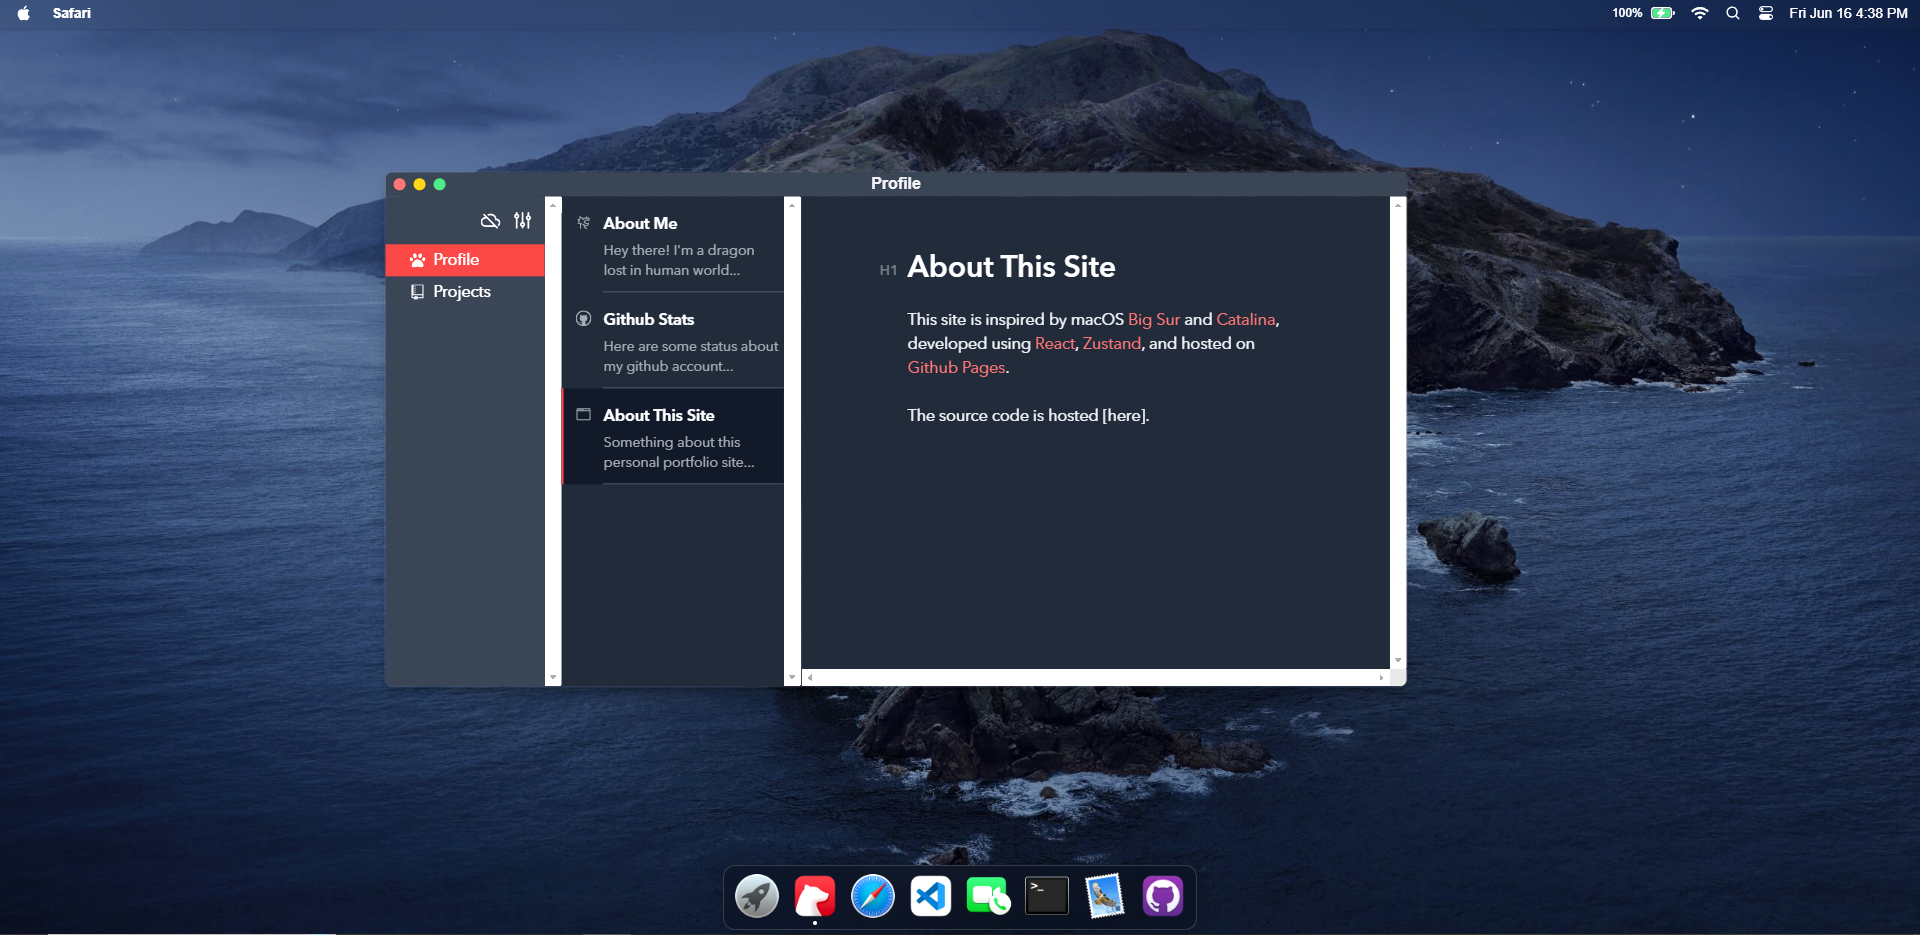 Safari
100%
Fri Jun 16 4:38 PM
Profile
Profile
Projects
About Me
Hey there! I'm a dragon
lost in human world...
Github Stats
Here are some status about
my github account...
About This Site
Something about this
personal portfolio site...
H1 About This Site
This site is inspired by macOS Big Sur and Catalina,
developed using React, Zustand, and hosted on
Github Pages.
The source code is hosted [here].
>_